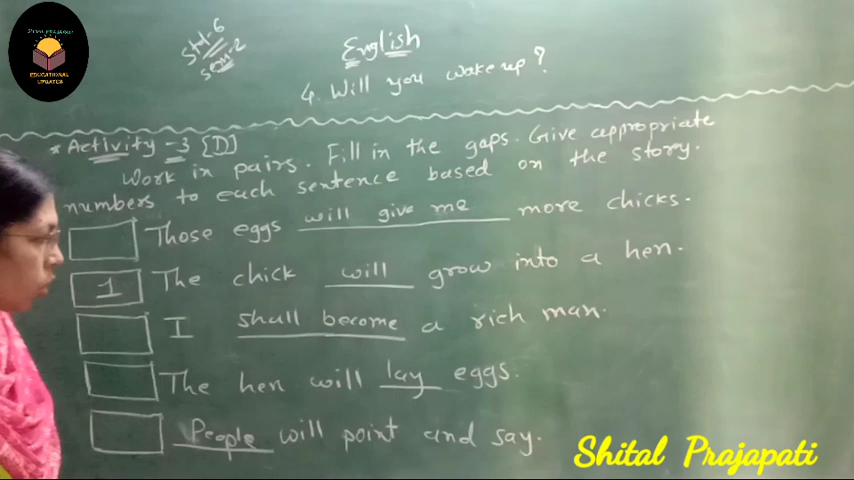 EDUCATIONAL
UPDATES
Std-6
Sem-2
English
4. Will you wake up?
* Activity - 3 [D]
Work in pairs. Fill in the gaps. Give appropriate
numbers to each sentence based on the story.
Those eggs will give me more chicks.
1 The chick will grow into a hen.
I shall become a rich man.
The hen will lay eggs.
People will point and say.
Shital Prajapati